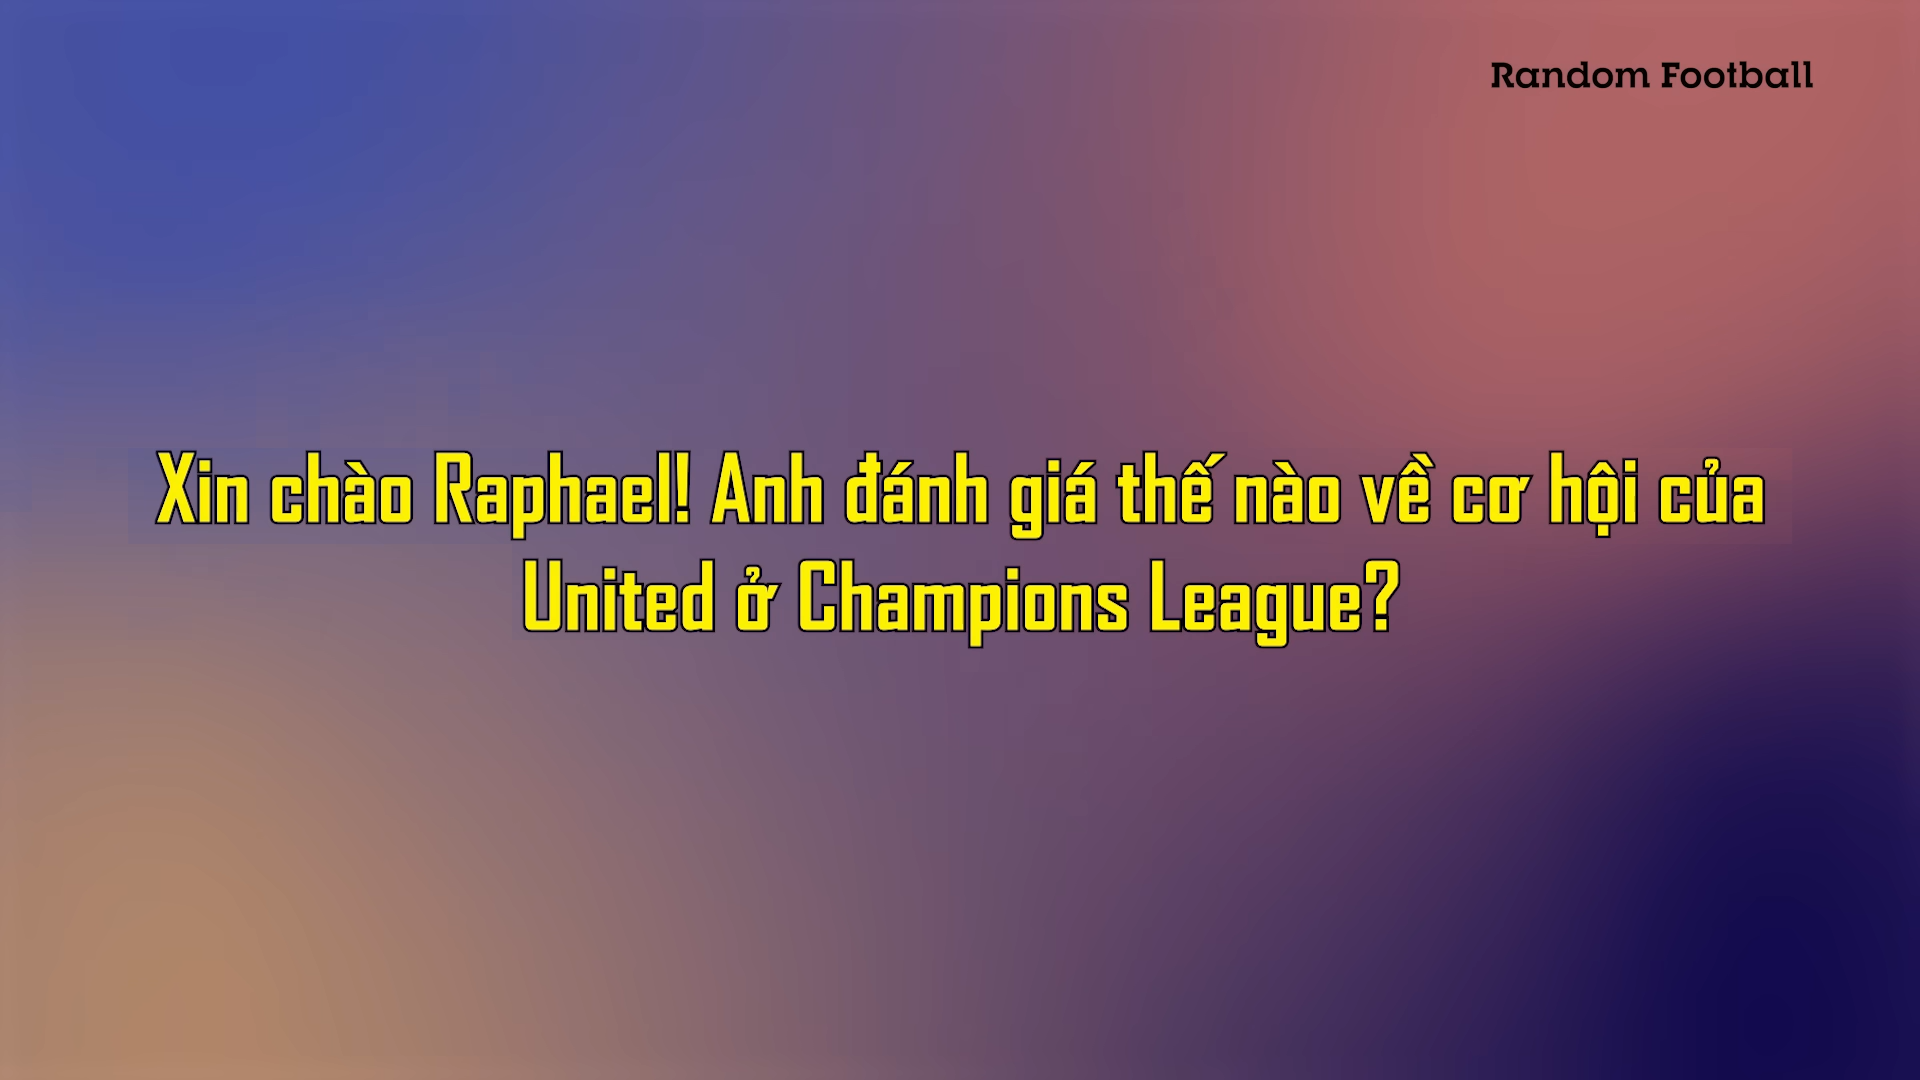 Random Football
Xin chào Raphael! Anh đánh giá thế nào về cơ hội của
United ở Champions League?